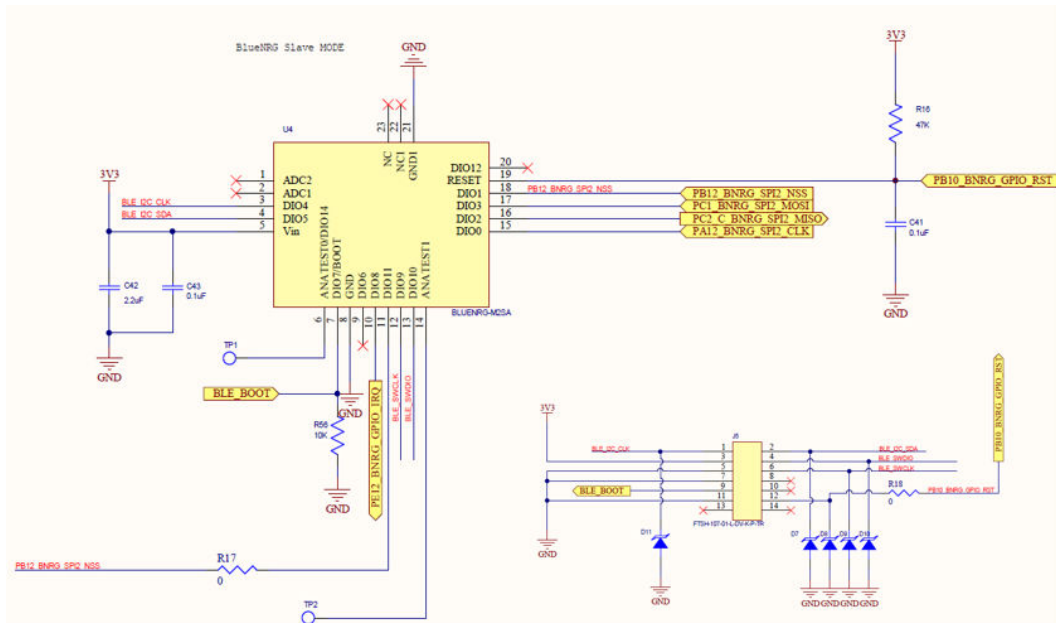 BlueNRG Slave MODE
GND
3V3
U4
23
22
21
NC
NC1
GND1
R16
47K
1
ADC2
2
ADC1
BLE_I2C_CLK
3
DIO4
BLE_I2C_SDA
4
DIO5
5
Vin
3V3
DIO12
20
RESET
19
DIO1
18
PB12_BNRG_SPI2_NSS
DIO3
17
DIO2
16
DIO0
15
PB12_BNRG_SPI2_NSS
PC1_BNRG_SPI2_MOSI
PC2_C_BNRG_SPI2_MISO
PA12_BNRG_SPI2_CLK
PB10_BNRG_GPIO_RST
C41
0.1uF
GND
C42
2.2uF
C43
0.1uF
GND
ANATEST0/DIO14
DIO7/BOOT
GND
DIO6
DIO8
DIO11
DIO9
DIO10
ANATEST1
BLUENRG-M2SA
6
7
8
9
10
11
12
13
14
TP1
BLE_BOOT
GND
R56
10K
GND
PE12_BNRG_GPIO_IRQ
BLE_SWCLK
BLE_SWDIO
PB12_BNRG_SPI2_NSS
R17
0
TP2
3V3
J5
BLE_I2C_CLK
1
2
BLE_I2C_SDA
3
4
BLE_SWDIO
5
6
BLE_SWCLK
7
8
BLE_BOOT
9
10
11
12
13
14
FTSH-107-01-L-DV-K-P-TR
R18
0
PB10_BNRG_GPIO_RST
PB10_BNRG_GPIO_RST
D11
D7
D8
D9
D10
GND
GND
GND
GND
GND
GND